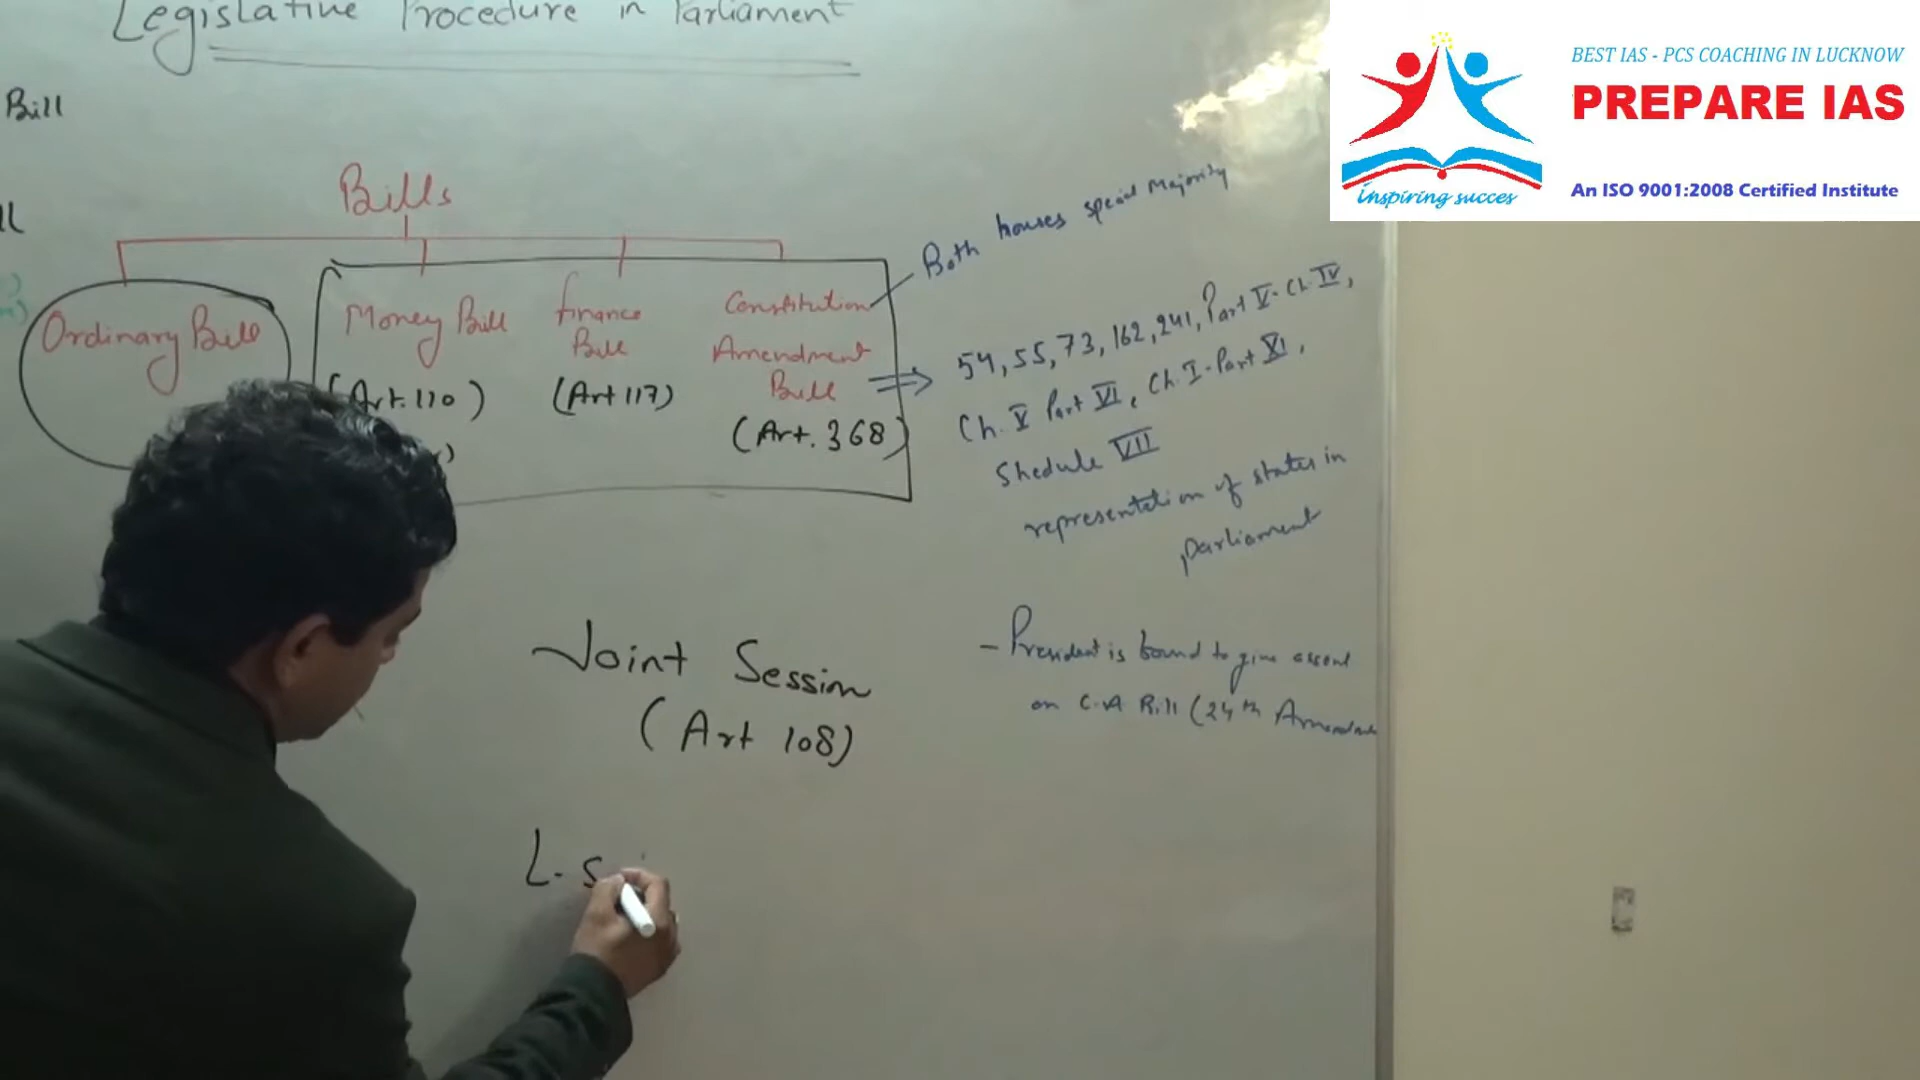 Legislative Procedure in Parliament
Bill
Bills
Ordinary Bill
Money Bill
(Art. 110)
finance
Bill
(Art 117)
Constitution
Amendment
Bill
(Art. 368)
Both houses special Majority
54, 55, 73, 162, 241, Part V-Ch. IV,
Ch. V Part VI, Ch. I-Part XI,
Shedule VII
representation of states in
parliament
Joint Session
(Art 108)
- President is bound to give assent
on C.A Bill (24th
L. S
BEST IAS - PCS COACHING IN LUCKNOW
PREPARE IAS
An ISO 9001:2008 Certified Institute
inspiring succes